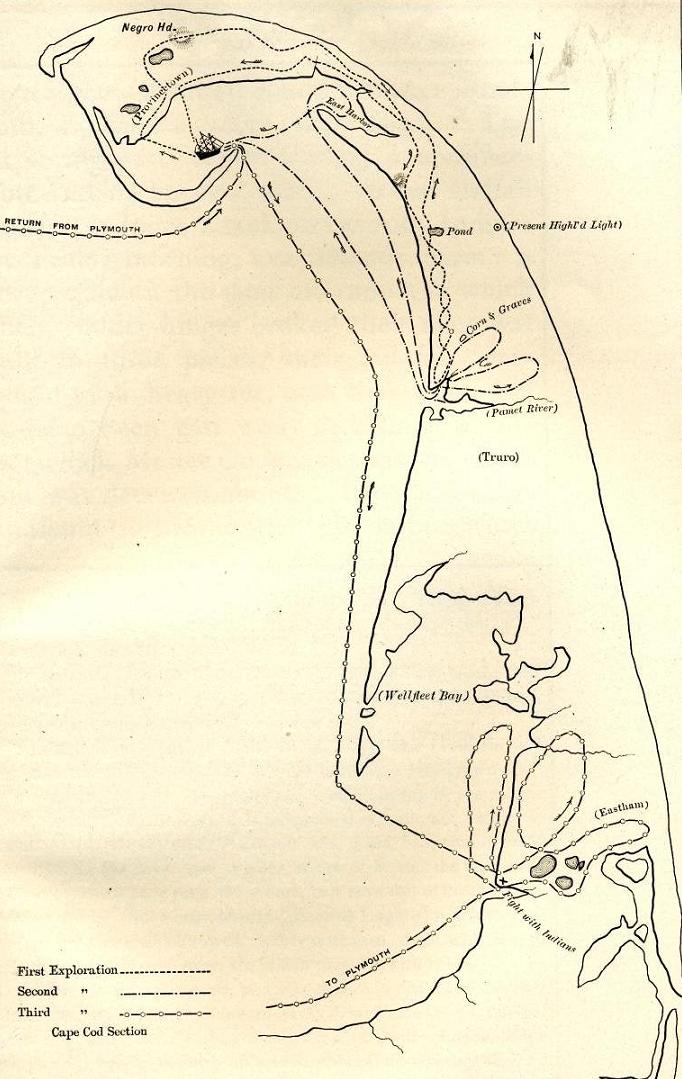 Negro Hd.
N
(Provincetown)
East Harbor
RETURN FROM PLYMOUTH
Pond
(Present Highl'd Light)
Corn & Graves
(Pamet River)
(Truro)
(Wellfleet Bay)
(Eastham)
Fight with Indians
TO PLYMOUTH
First Exploration
Second "
Third "
Cape Cod Section